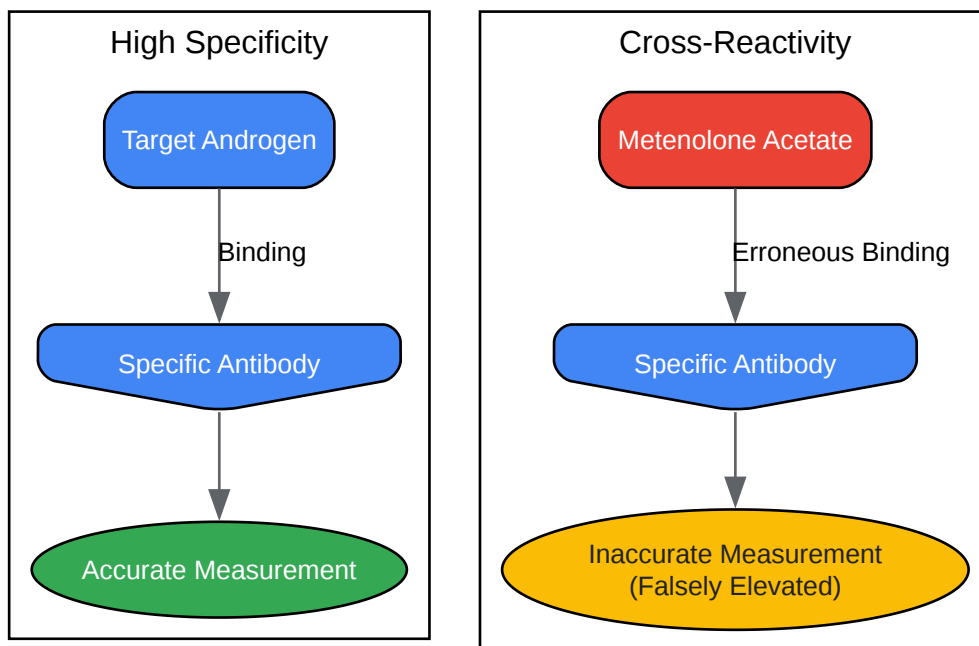 High Specificity
Target Androgen
Binding
Specific Antibody
Accurate Measurement
Cross-Reactivity
Metenolone Acetate
Erroneous Binding
Specific Antibody
Inaccurate Measurement
(Falsely Elevated)